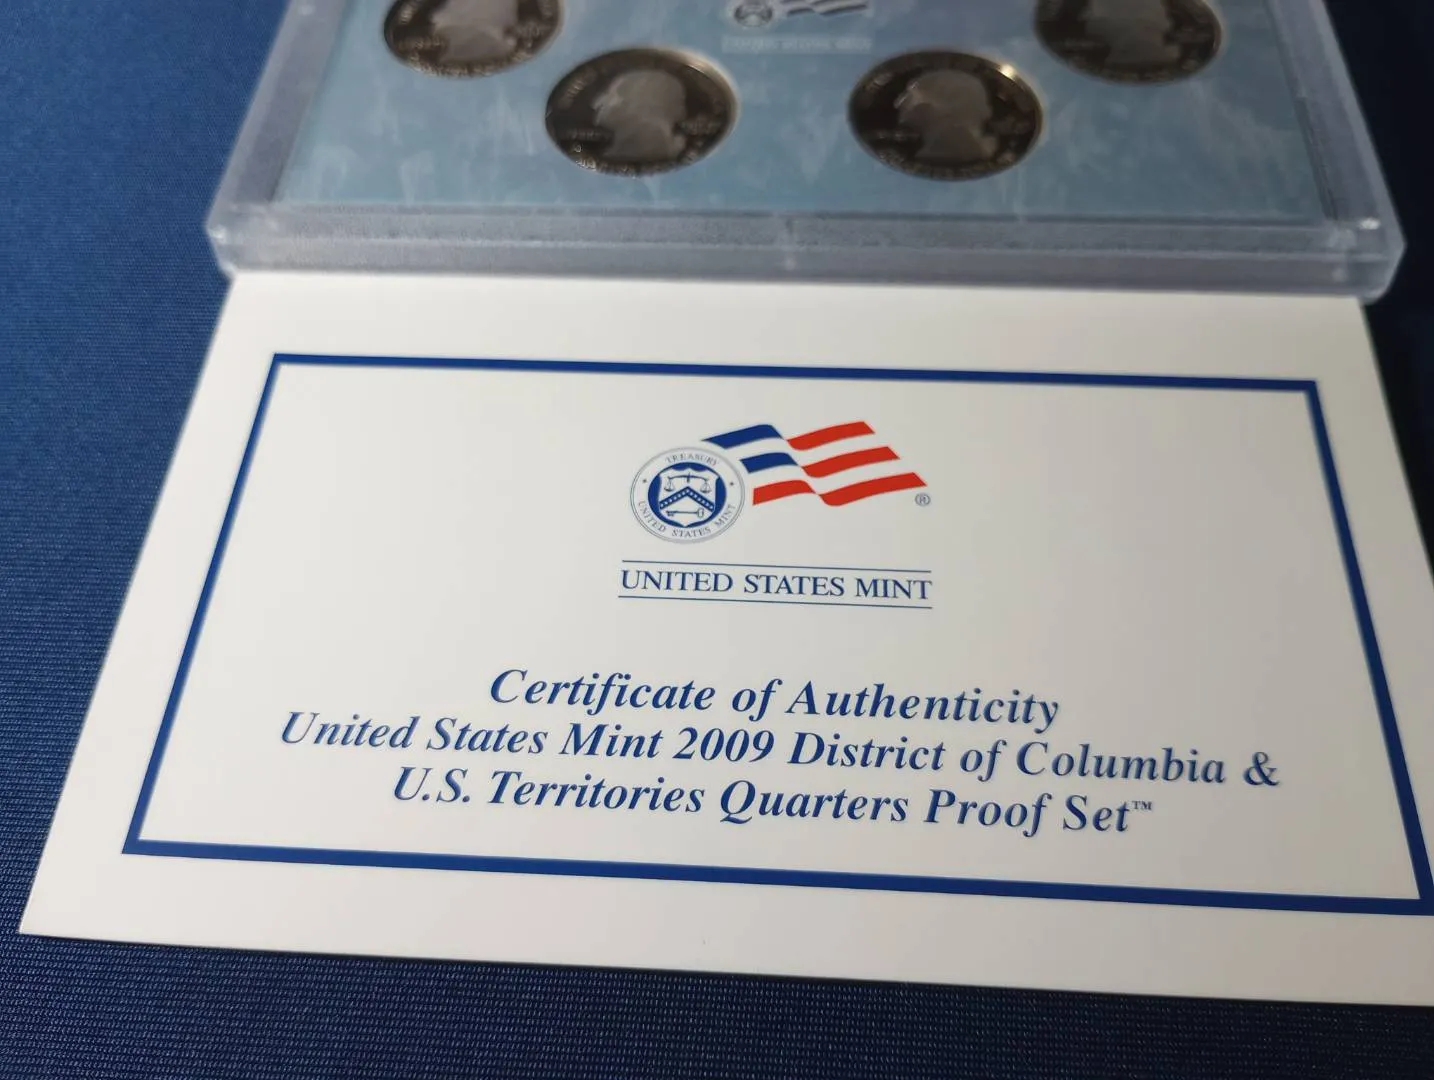 TREASURY
UNITED STATES MINT
®
UNITED STATES MINT
Certificate of Authenticity
United States Mint 2009 District of Columbia &
U.S. Territories Quarters Proof Set™